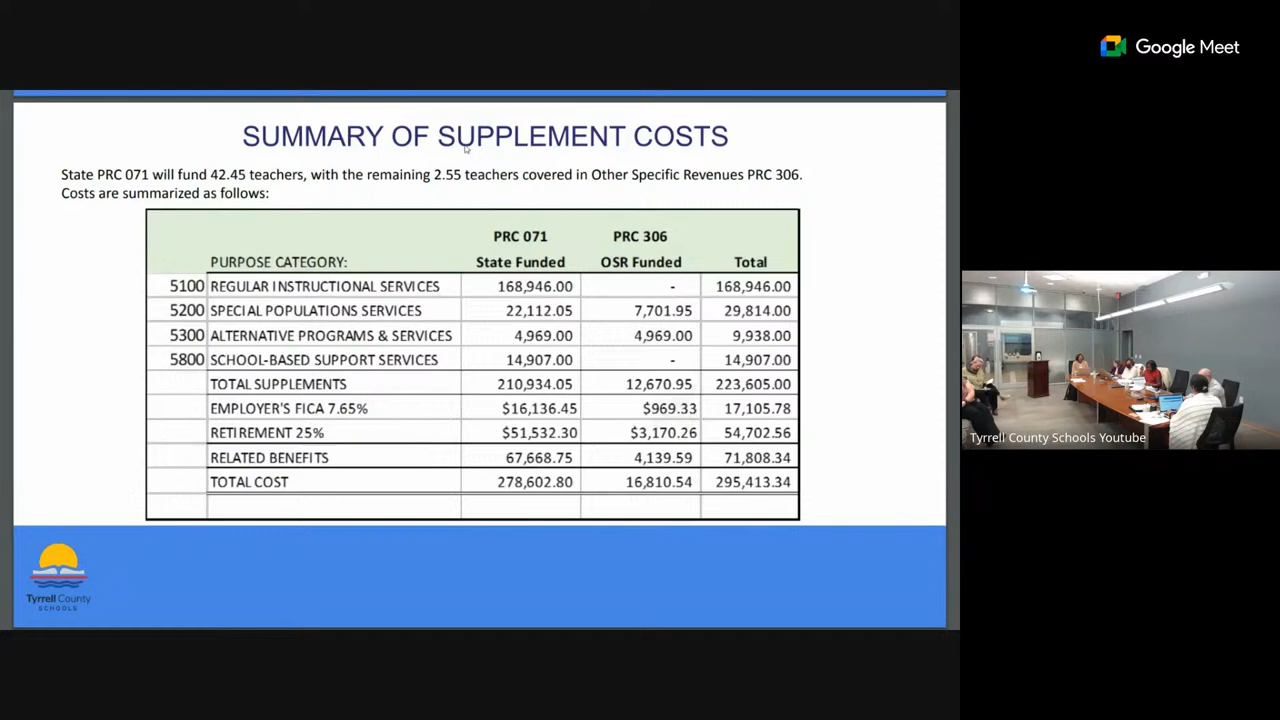 Google Meet
SUMMARY OF SUPPLEMENT COSTS
State PRC 071 will fund 42.45 teachers, with the remaining 2.55 teachers covered in Other Specific Revenues PRC 306.
Costs are summarized as follows:
PRC 071 PRC 306
PURPOSE CATEGORY: State Funded OSR Funded Total
5100 REGULAR INSTRUCTIONAL SERVICES 168,946.00 - 168,946.00
5200 SPECIAL POPULATIONS SERVICES 22,112.05 7,701.95 29,814.00
5300 ALTERNATIVE PROGRAMS & SERVICES 4,969.00 4,969.00 9,938.00
5800 SCHOOL-BASED SUPPORT SERVICES 14,907.00 - 14,907.00
TOTAL SUPPLEMENTS 210,934.05 12,670.95 223,605.00
EMPLOYER'S FICA 7.65% $16,136.45 $969.33 17,105.78
RETIREMENT 25% $51,532.30 $3,170.26 54,702.56
RELATED BENEFITS 67,668.75 4,139.59 71,808.34
TOTAL COST 278,602.80 16,810.54 295,413.34
Tyrrell County Schools Youtube
Tyrrell County
SCHOOLS